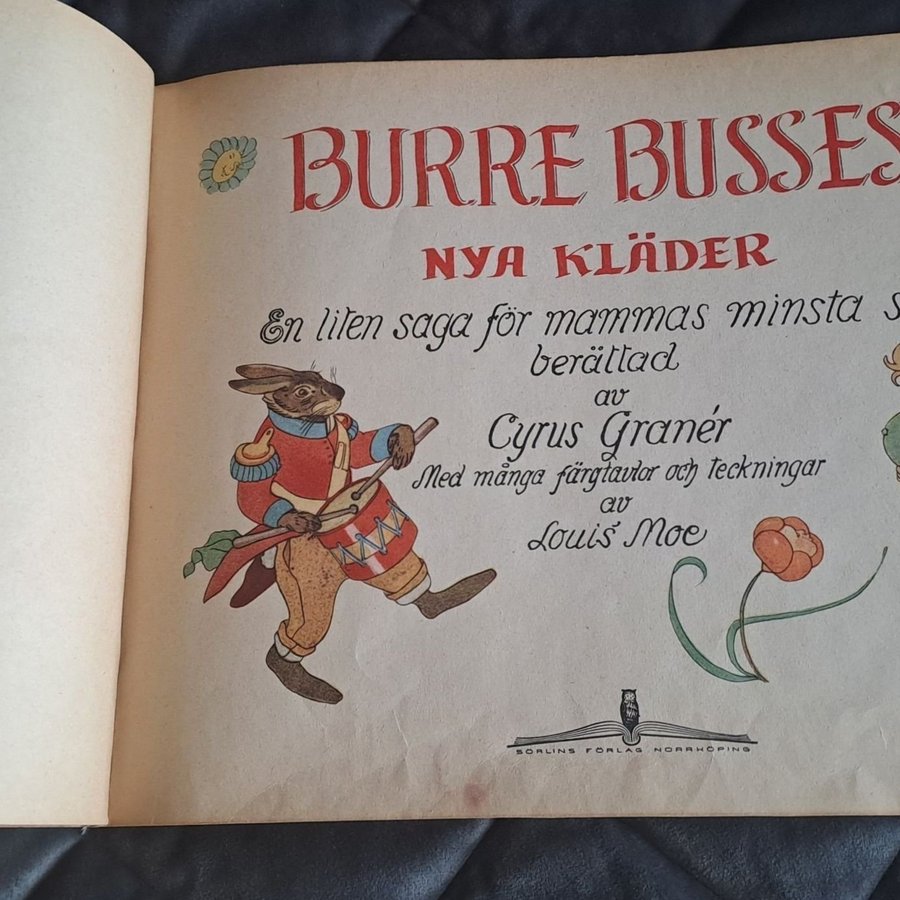 BURRE BUSSES
NYA KLÄDER
En liten saga för mammas minsta
berättad
av
Cyrus Granér
Med många färgtavlor och teckningar
av
Louis Moe
SÖRLINS FÖRLAG NORRKÖPING